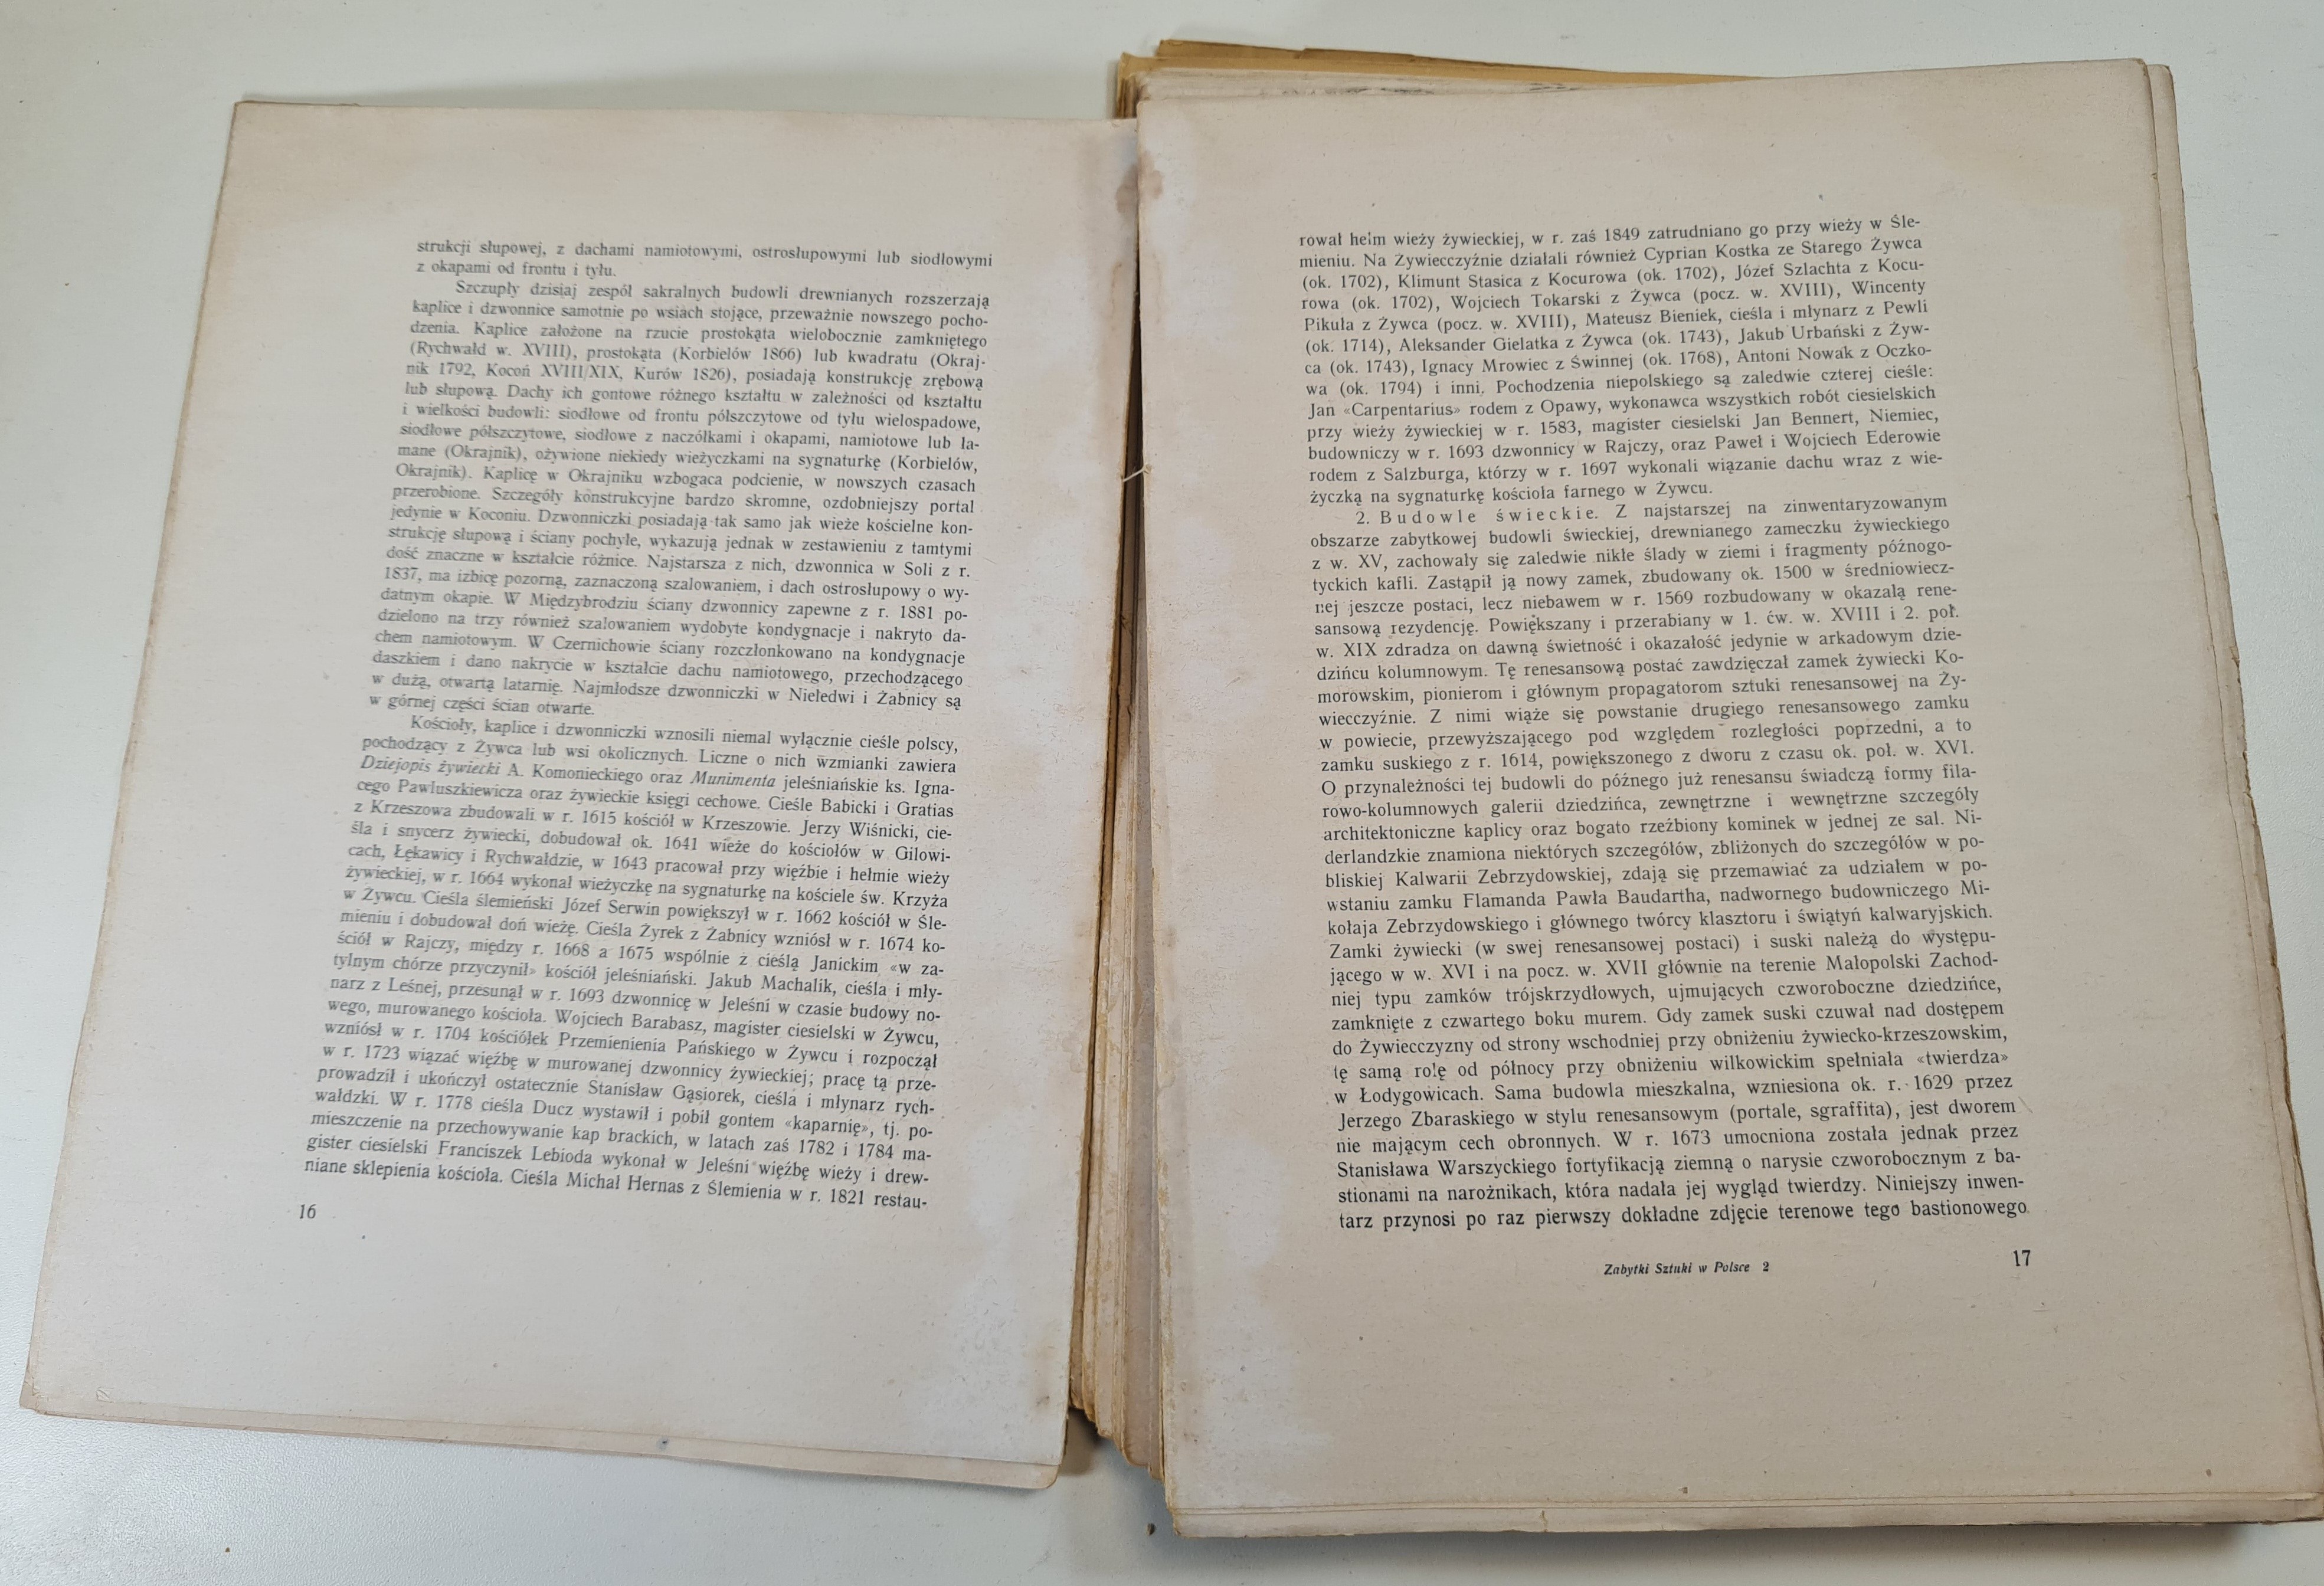 strukcji słupowej, z dachami namiotowymi, ostrosłupowymi lub siodłowymi
z okapami od frontu i tyłu.
Szczupły dzisiaj zespół sakralnych budowli drewnianych rozszerzają
kaplice i dzwonnice samotnie po wsiach stojące, przeważnie nowszego pocho-
dzenia. Kaplice założone na rzucie prostokąta wielobocznie zamkniętego
(Rychwałd w. XVIII), prostokąta (Korbielów 1866) lub kwadratu (Okraj-
nik 1792, Kocoń XVIII/XIX, Kurów 1826), posiadają konstrukcję zrębową
lub słupową. Dachy ich gontowe różnego kształtu w zależności od kształtu
i wielkości budowli: siodłowe od frontu półszczytowe od tyłu wielospadowe,
siodłowe półszczytowe, siodłowe z naczółkami i okapami, namiotowe lub ła-
mane (Okrajnik), ożywione niekiedy wieżyczkami na sygnaturkę (Korbielów,
Okrajnik). Kaplicę w Okrajniku wzbogaca podcienie, w nowszych czasach
przerobione. Szczegóły konstrukcyjne bardzo skromne, ozdobniejszy portal
jedynie w Koconiu. Dzwonniczki posiadają tak samo jak wieże kościelne kon-
strukcję słupową i ściany pochyłe, wykazują jednak w zestawieniu z tamtymi
dość znaczne w kształcie różnice. Najstarsza z nich, dzwonnica w Soli z r.
1837, ma izbicę pozorną, zaznaczoną szalowaniem, i dach ostrosłupowy o wy-
datnym okapie. W Międzybrodziu ściany dzwonnicy zapewne z r. 1881 po-
dzielono na trzy również szalowaniem wydobyte kondygnacje i nakryto da-
chem namiotowym. W Czernichowie ściany rozczłonkowano na kondygnacje
daszkiem i dano nakrycie w kształcie dachu namiotowego, przechodzącego
w dużą, otwartą latarnię. Najmłodsze dzwonniczki w Nieledwi i Żabnicy są
w górnej części ścian otwarte.
Kościoły, kaplice i dzwonniczki wznosili niemal wyłącznie cieśle polscy,
pochodzący z Żywca lub wsi okolicznych. Liczne o nich wzmianki zawiera
Dziejopis żywiecki A. Komonieckiego oraz Munimenta jeleśniańskie ks. Igna-
cego Pawluszkiewicza oraz żywieckie księgi cechowe. Cieśle Babicki i Gratias
z Krzeszowa zbudowali w r. 1615 kościół w Krzeszowie. Jerzy Wiśnicki, cie-
śla i snycerz żywiecki, dobudował ok. 1641 wieże do kościołów w Gilowi-
cach, Łękawicy i Rychwałdzie, w 1643 pracował przy więźbie i hełmie wieży
żywieckiej, w r. 1664 wykonał wieżyczkę na sygnaturkę na kościele św. Krzyża
w Żywcu. Cieśla ślemieński Józef Serwin powiększył w r. 1662 kościół w Śle-
mieniu i dobudował doń wieżę. Cieśla Żyrek z Żabnicy wzniósł w r. 1674 ko-
ściół w Rajczy, między r. 1668 a 1675 wspólnie z cieślą Janickim «w za-
tylnym chórze przyczynił» kościół jeleśniański. Jakub Machalik, cieśla i mły-
narz z Leśnej, przesunął w r. 1693 dzwonnicę w Jeleśni w czasie budowy no-
wego, murowanego kościoła. Wojciech Barabasz, magister ciesielski w Żywcu,
wzniósł w r. 1704 kościółek Przemienienia Pańskiego w Żywcu i rozpoczął
w r. 1723 wiązać więźbę w murowanej dzwonnicy żywieckiej; pracę tą prze-
prowadził i ukończył ostatecznie Stanisław Gąsiorek, cieśla i młynarz rych-
wałdzki. W r. 1778 cieśla Ducz wystawił i pobił gontem «kaparnię», tj. po-
mieszczenie na przechowywanie kap brackich, w latach zaś 1782 i 1784 ma-
gister ciesielski Franciszek Lebioda wykonał w Jeleśni więźbę wieży i drew-
niane sklepienia kościoła. Cieśla Michał Hernas z Ślemienia w r. 1821 restau-
16
rował hełm wieży żywieckiej, w r. zaś 1849 zatrudniano go przy wieży w Śle-
mieniu. Na Żywiecczyźnie działali również Cyprian Kostka ze Starego Żywca
(ok. 1702), Klimunt Stasica z Kocurowa (ok. 1702), Józef Szlachta z Kocu-
rowa (ok. 1702), Wojciech Tokarski z Żywca (pocz. w. XVIII), Wincenty
Pikuła z Żywca (pocz. w. XVIII), Mateusz Bieniek, cieśla i młynarz z Pewli
(ok. 1714), Aleksander Gielatka z Żywca (ok. 1743), Jakub Urbański z Żyw-
ca (ok. 1743), Ignacy Mrowiec z Świnnej (ok. 1768), Antoni Nowak z Oczko-
wa (ok. 1794) i inni. Pochodzenia niepolskiego są zaledwie czterej cieśle:
Jan «Carpentarius» rodem z Opawy, wykonawca wszystkich robót ciesielskich
przy wieży żywieckiej w r. 1583, magister ciesielski Jan Bennert, Niemiec,
budowniczy w r. 1693 dzwonnicy w Rajczy, oraz Paweł i Wojciech Ederowie
rodem z Salzburga, którzy w r. 1697 wykonali wiązanie dachu wraz z wie-
życzką na sygnaturkę kościoła farnego w Żywcu.
2. Budowle świeckie. Z najstarszej na zinwentaryzowanym
obszarze zabytkowej budowli świeckiej, drewnianego zameczku żywieckiego
z w. XV, zachowały się zaledwie nikłe ślady w ziemi i fragmenty późnogo-
tyckich kafli. Zastąpił ją nowy zamek, zbudowany ok. 1500 w średniowiecz-
nej jeszcze postaci, lecz niebawem w r. 1569 rozbudowany w okazałą rene-
sansową rezydencję. Powiększany i przerabiany w 1. ćw. w. XVIII i 2. poł.
w. XIX zdradza on dawną świetność i okazałość jedynie w arkadowym dzie-
dzińcu kolumnowym. Tę renesansową postać zawdzięczał zamek żywiecki Ko-
morowskim, pionierom i głównym propagatorom sztuki renesansowej na Ży-
wiecczyźnie. Z nimi wiąże się powstanie drugiego renesansowego zamku
w powiecie, przewyższającego pod względem rozległości poprzedni, a to
zamku suskiego z r. 1614, powiększonego z dworu z czasu ok. poł. w. XVI.
O przynależności tej budowli do późnego już renesansu świadczą formy fila-
rowo-kolumnowych galerii dziedzińca, zewnętrzne i wewnętrzne szczegóły
architektoniczne kaplicy oraz bogato rzeźbiony kominek w jednej ze sal. Ni-
derlandzkie znamiona niektórych szczegółów, zbliżonych do szczegółów w po-
bliskiej Kalwarii Zebrzydowskiej, zdają się przemawiać za udziałem w po-
wstaniu zamku Flamanda Pawła Baudartha, nadwornego budowniczego Mi-
kołaja Zebrzydowskiego i głównego twórcy klasztoru i świątyń kalwaryjskich.
Zamki żywiecki (w swej renesansowej postaci) i suski należą do występu-
jącego w w. XVI i na pocz. w. XVII głównie na terenie Małopolski Zachod-
niej typu zamków trójskrzydłowych, ujmujących czworoboczne dziedzińce,
zamknięte z czwartego boku murem. Gdy zamek suski czuwał nad dostępem
do Żywiecczyzny od strony wschodniej przy obniżeniu żywiecko-krzeszowskim,
tę samą rolę od północy przy obniżeniu wilkowickim spełniała «twierdza»
w Łodygowicach. Sama budowla mieszkalna, wzniesiona ok. r. 1629 przez
Jerzego Zbaraskiego w stylu renesansowym (portale, sgraffita), jest dworem
nie mającym cech obronnych. W r. 1673 umocniona została jednak przez
Stanisława Warszyckiego fortyfikacją ziemną o narysie czworobocznym z ba-
stionami na narożnikach, która nadała jej wygląd twierdzy. Niniejszy inwen-
tarz przynosi po raz pierwszy dokładne zdjęcie terenowe tego bastionowego
Zabytki Sztuki w Polsce 2
17